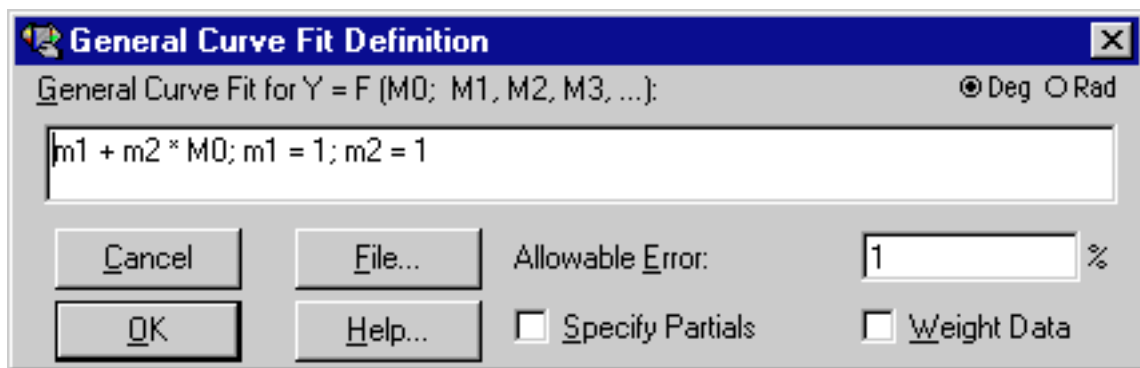 General Curve Fit Definition
General Curve Fit for Y = F (M0;  M1, M2, M3, ...): Deg Rad
m1 + m2 * M0; m1 = 1; m2 = 1
Cancel File... Allowable Error: 1 %
OK Help... Specify Partials Weight Data